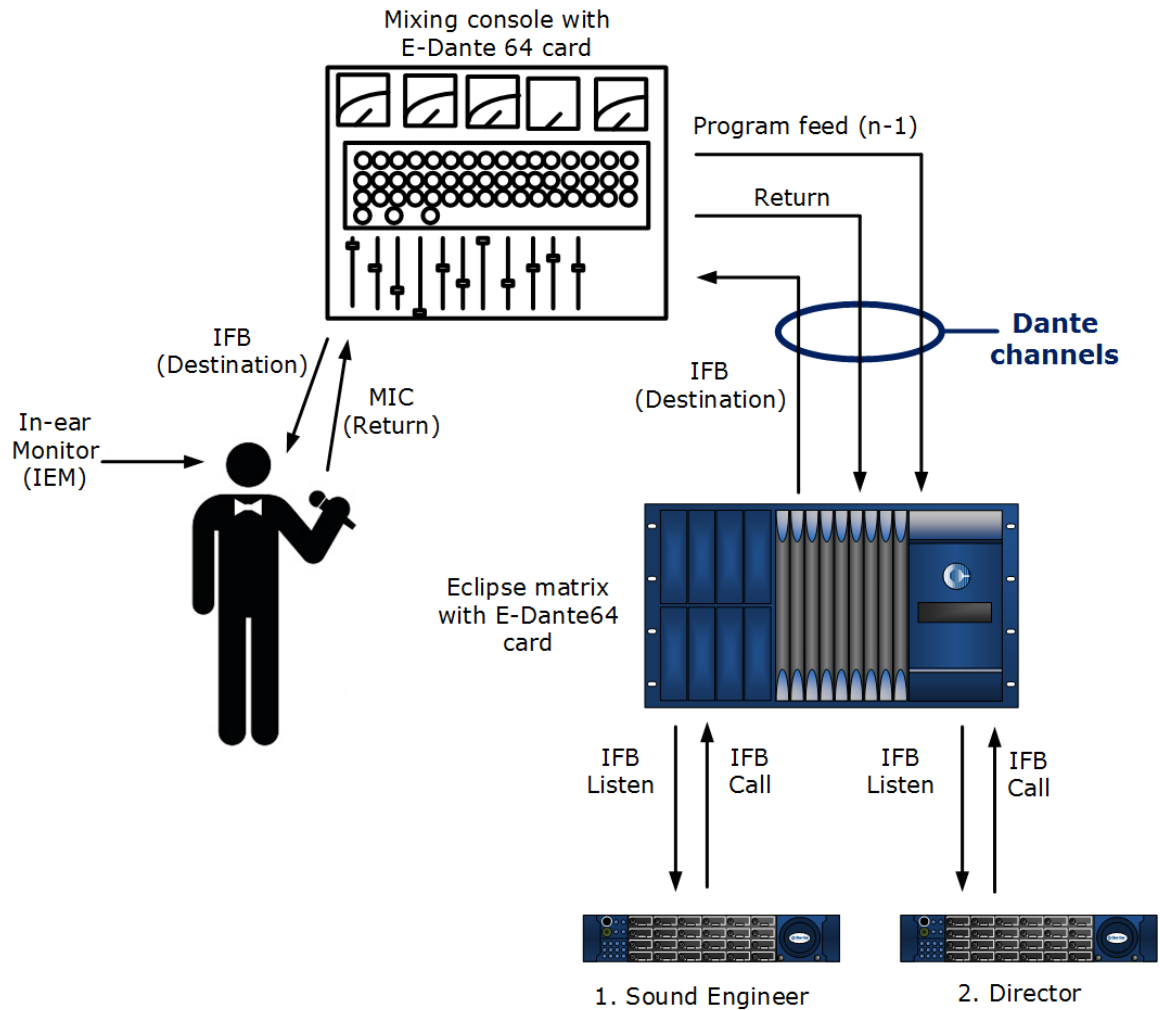 Mixing console with
E-Dante 64 card
Program feed (n-1)
Return
Dante
channels
IFB
(Destination)
MIC
(Return)
IFB
(Destination)
In-ear
Monitor
(IEM)
Eclipse matrix
with E-Dante64
card
IFB
Listen
IFB
Call
IFB
Listen
IFB
Call
1. Sound Engineer
2. Director